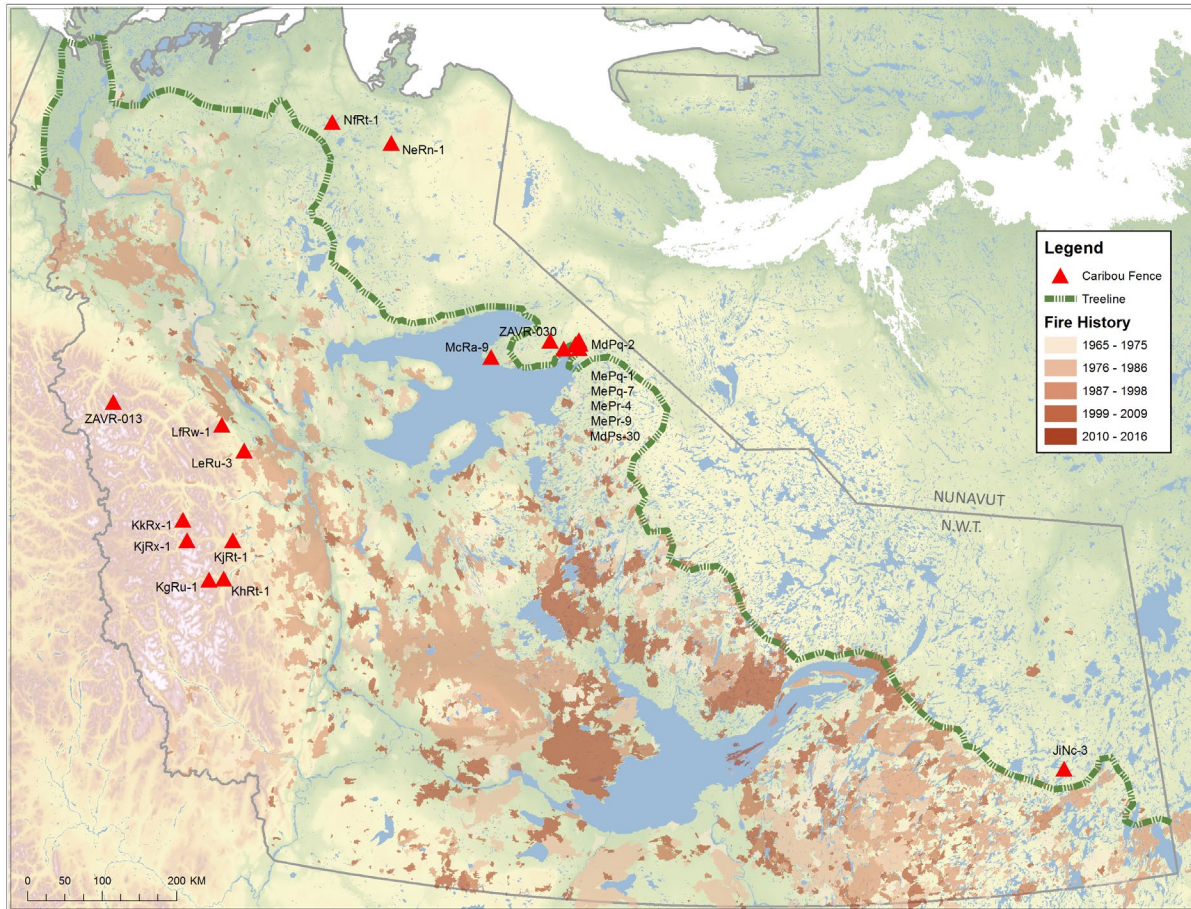 NfRt-1
NeRn-1
Legend
Caribou Fence
Treeline
Fire History
1965 - 1975
1976 - 1986
1987 - 1998
1999 - 2009
2010 - 2016
ZAVR-030
McRa-9
MdPq-2
MePq-1
MePq-7
MePr-4
MePr-9
MdPs-30
ZAVR-013
LfRw-1
LeRu-3
NUNAVUT
N.W.T.
KkRx-1
KjRx-1
KjRt-1
KgRu-1
KhRt-1
JiNc-3
0 50 100 200 KM